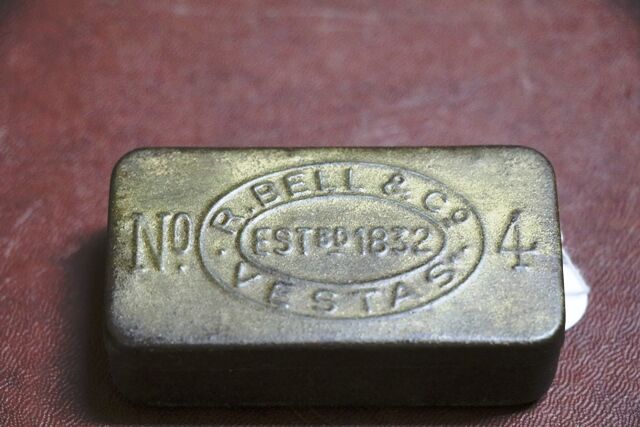 R. BELL & Co.
No. ESTBD 1832 4
VESTAS